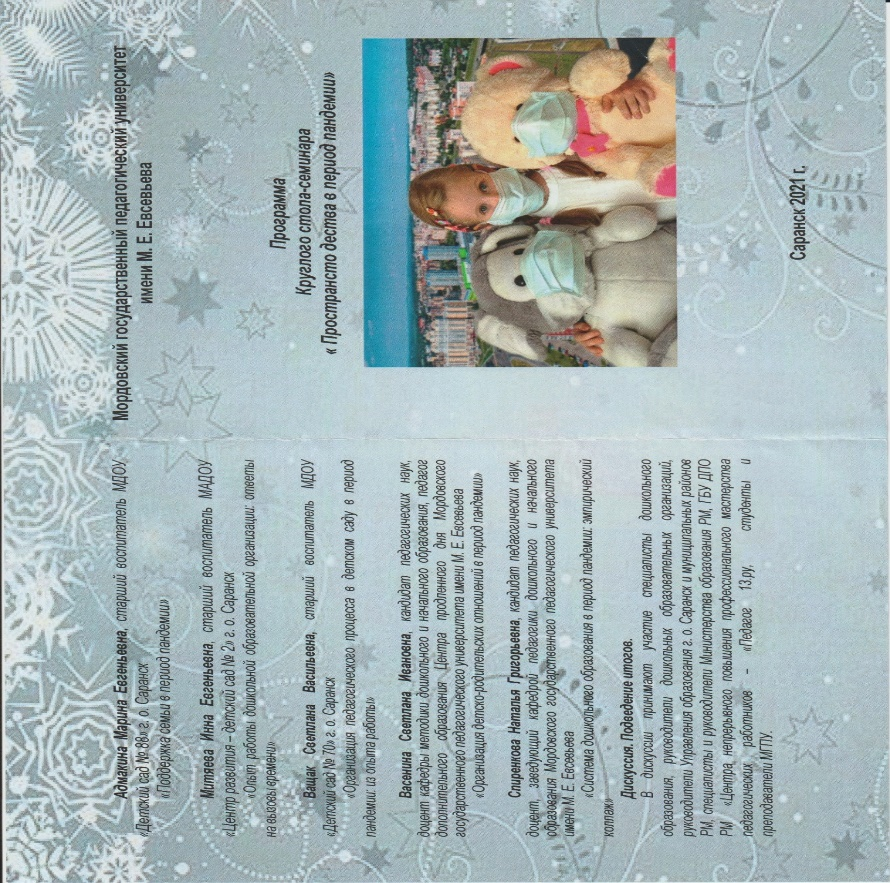 Мордовский государственный педагогический университет
имени М. Е. Евсевьева
Программа
Круглого стола-семинара
« Пространсто дества в период пандемии»
Саранск 2021 г.
Адмакина Марина Евгеньевна, старший воспитатель МДОУ
«Детский сад №88» г. о. Саранск
«Поддержка семьи в период пандемии»
Митяева Инна Евгеньевна, старший воспитатель МАДОУ
«Центр развития – детский сад № 2» г. о. Саранск
«Опыт работы дошкольной образовательной организации: ответы
на вызовы времени»
Ващак Светлана Васильевна, старший воспитатель МДОУ
«Детский сад № 70» г. о. Саранск
«Организация педагогического процесса в детском саду в период
пандемии: из опыта работы»
Васенина Светлана Ивановна, кандидат педагогических наук,
доцент кафедры методики дошкольного и начального образования, педагог
дополнительного образования Центра продленного дня Мордовского
государственного педагогического университета имени М. Е. Евсевьева
«Организация детско-родительских отношений в период пандемии»
Спиренкова Наталья Григорьевна, кандидат педагогических наук,
доцент, заведующий кафедрой педагогики дошкольного и начального
образования Мордовского государственного педагогического университета
имени М. Е. Евсевьева
«Система дошкольного образования в период пандемии: эмпирический
коллаж»
Дискуссия. Подведение итогов.
В дискуссии принимают участие специалисты дошкольного
образования, руководители дошкольных образовательных организаций,
руководители Управления образования г. о. Саранск и муниципальных районов
РМ, специалисты и руководители Министерства образования РМ, ГБУ ДПО
РМ «Центра непрерывного повышения профессионального мастерства
педагогических работников – «Педагог 13.ру, студенты и
преподаватели МГПУ.